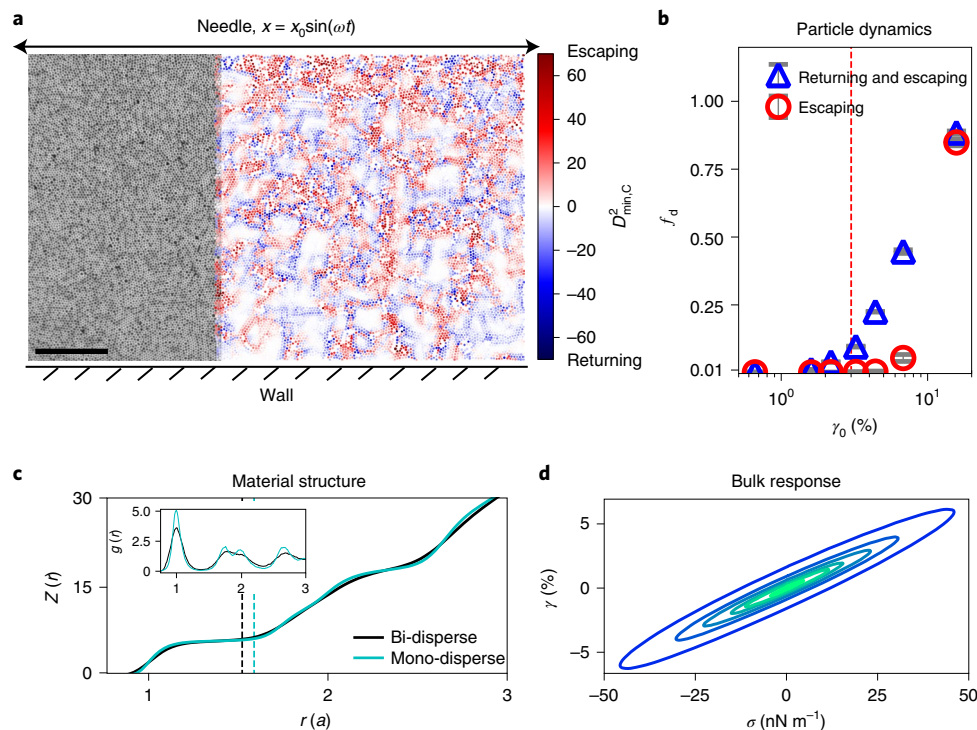 a
Needle, x = x₀sin(ωt)
Escaping
60
40
20
0
−20
−40
−60
Returning
D²min,C
Wall
b
Particle dynamics
Returning and escaping
Escaping
1.00
0.75
0.50
0.25
0.01
f_d
10⁰
10¹
γ₀ (%)
c
Material structure
30
15
0
Z (r)
g (r)
5.0
2.5
0
1
2
3
Bi-disperse
Mono-disperse
1
2
3
r (a)
d
Bulk response
5
0
−5
γ (%)
−50
−25
0
25
50
σ (nN m⁻¹)